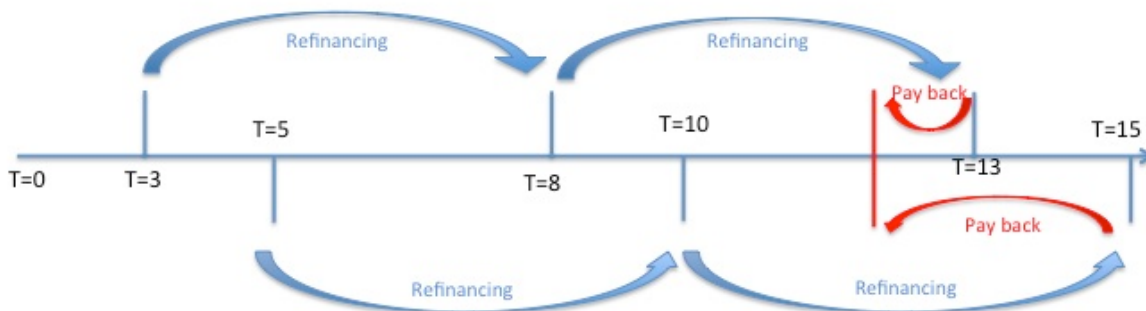 Refinancing
Refinancing
Pay back
T=5
T=10
T=15
T=0
T=3
T=8
T=13
Pay back
Refinancing
Refinancing